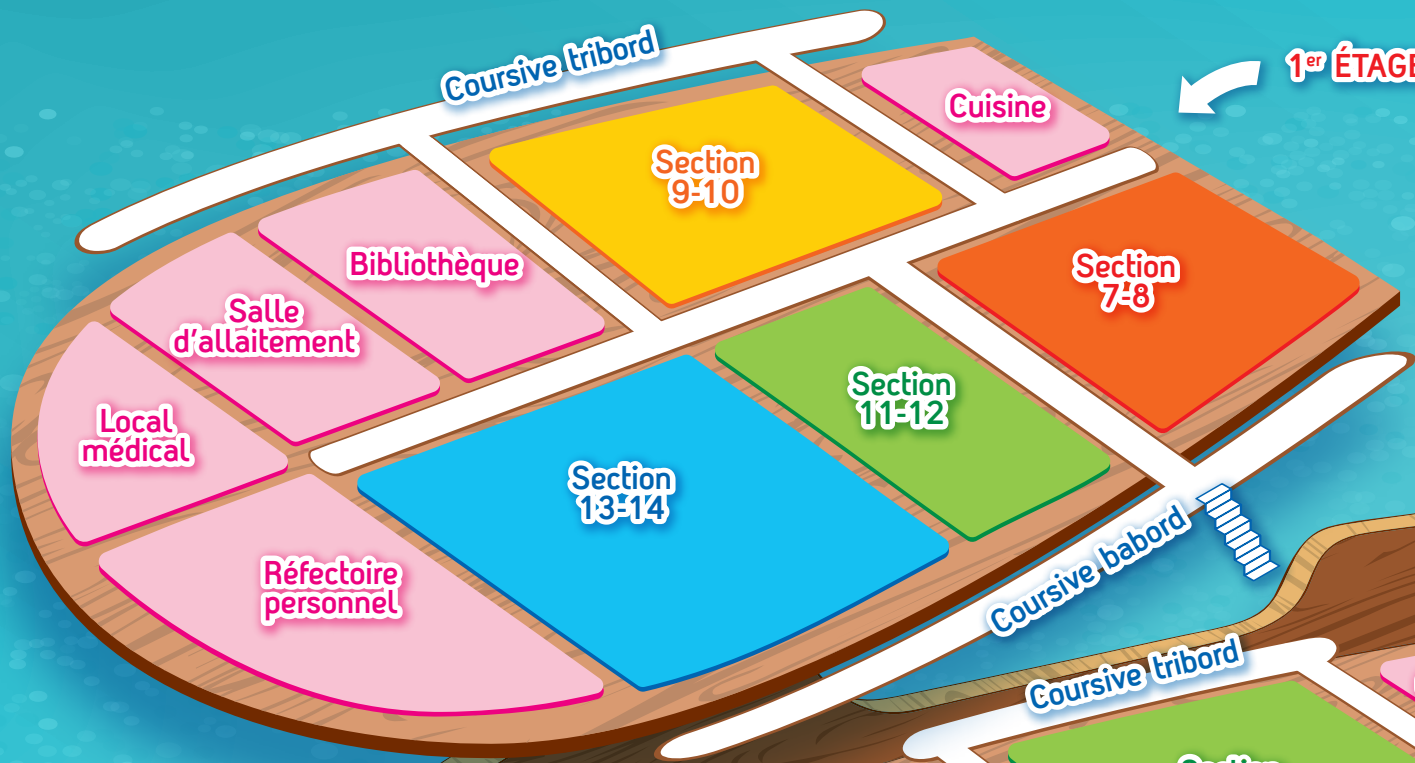 Coursive tribord
1er ÉTAGE
Cuisine
Section
9-10
Bibliothèque
Section
7-8
Salle
d'allaitement
Section
11-12
Local
médical
Section
13-14
Réfectoire
personnel
Coursive babord
Coursive tribord
Section